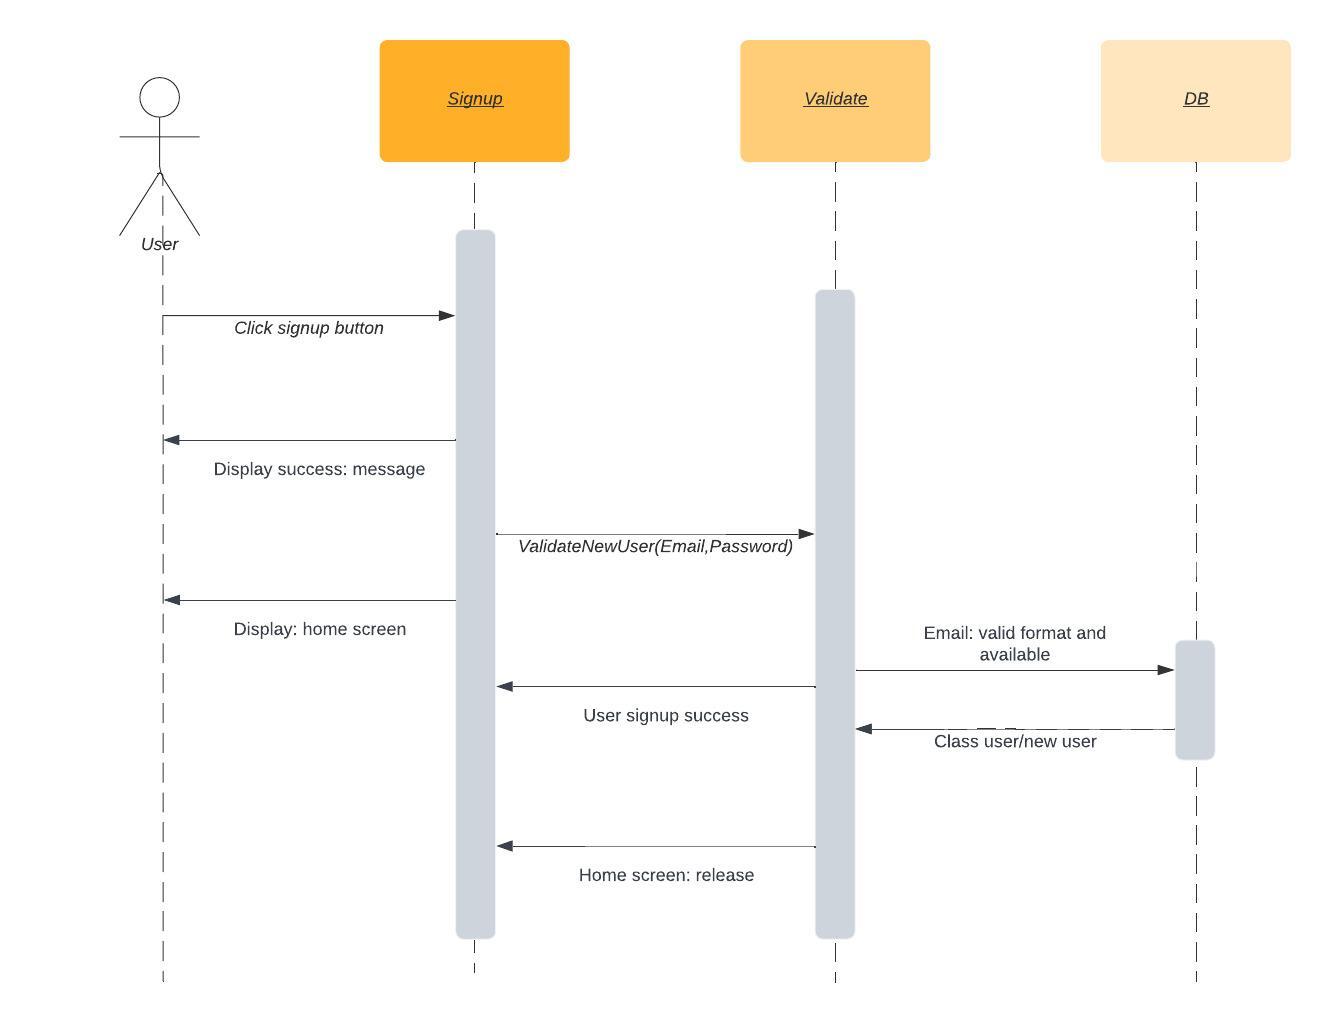 Signup
Validate
DB
User
Click signup button
Display success: message
ValidateNewUser(Email,Password)
Display: home screen
Email: valid format and
available
User signup success
Class user/new user
Home screen: release